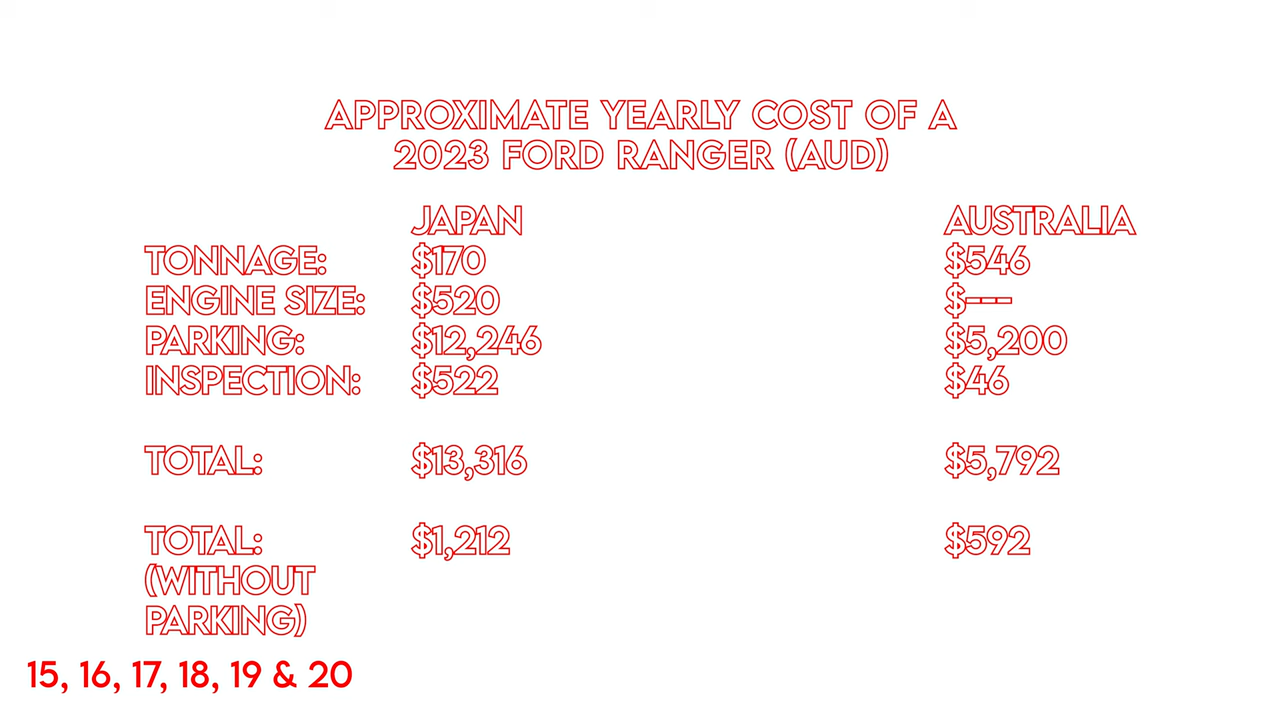 APPROXIMATE YEARLY COST OF A
2023 FORD RANGER (AUD)
JAPAN AUSTRALIA
TONNAGE: $170 $546
ENGINE SIZE: $520 $---
PARKING: $12,246 $5,200
INSPECTION: $522 $46
TOTAL: $13,316 $5,792
TOTAL: $1,212 $592
(WITHOUT
PARKING)
15, 16, 17, 18, 19 & 20